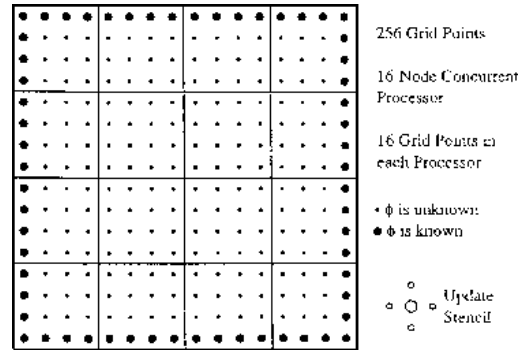 256 Grid Points
16 Node Concurrent
Processor
16 Grid Points in
each Processor
• ϕ is unknown
● ϕ is known
Update
Stencil